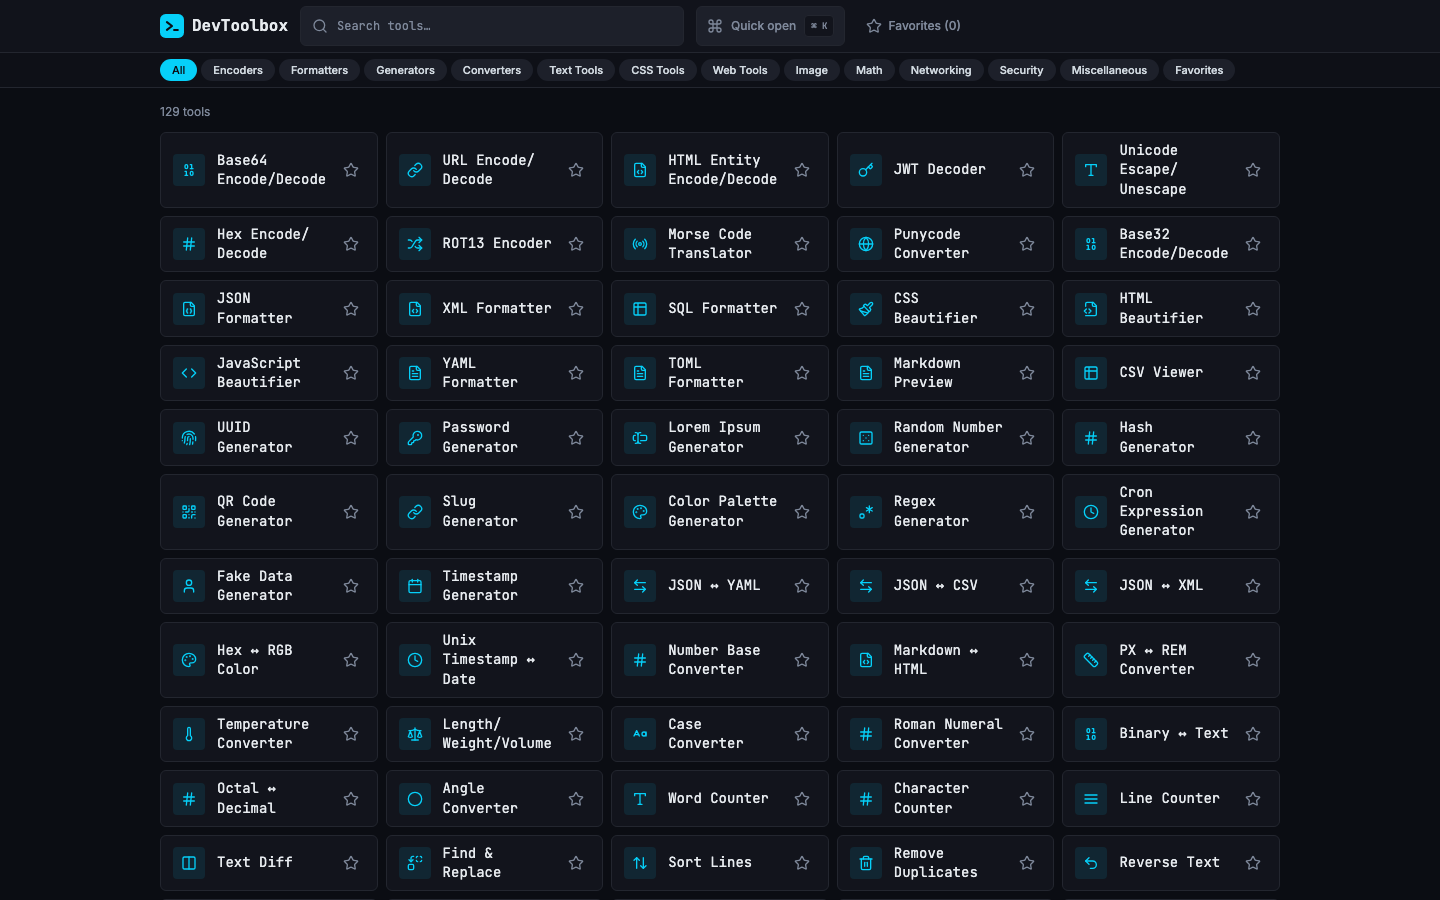 DevToolbox
Search tools…
Quick open
⌘ K
Favorites (0)
All
Encoders
Formatters
Generators
Converters
Text Tools
CSS Tools
Web Tools
Image
Math
Networking
Security
Miscellaneous
Favorites
129 tools
Base64
Encode/Decode
URL Encode/
Decode
HTML Entity
Encode/Decode
JWT Decoder
Unicode
Escape/
Unescape
Hex Encode/
Decode
ROT13 Encoder
Morse Code
Translator
Punycode
Converter
Base32
Encode/Decode
JSON
Formatter
XML Formatter
SQL Formatter
CSS
Beautifier
HTML
Beautifier
JavaScript
Beautifier
YAML
Formatter
TOML
Formatter
Markdown
Preview
CSV Viewer
UUID
Generator
Password
Generator
Lorem Ipsum
Generator
Random Number
Generator
Hash
Generator
QR Code
Generator
Slug
Generator
Color Palette
Generator
Regex
Generator
Cron
Expression
Generator
Fake Data
Generator
Timestamp
Generator
JSON ↔ YAML
JSON ↔ CSV
JSON ↔ XML
Hex ↔ RGB
Color
Unix
Timestamp ↔
Date
Number Base
Converter
Markdown ↔
HTML
PX ↔ REM
Converter
Temperature
Converter
Length/
Weight/Volume
Case
Converter
Roman Numeral
Converter
Binary ↔ Text
Octal ↔
Decimal
Angle
Converter
Word Counter
Character
Counter
Line Counter
Text Diff
Find &
Replace
Sort Lines
Remove
Duplicates
Reverse Text